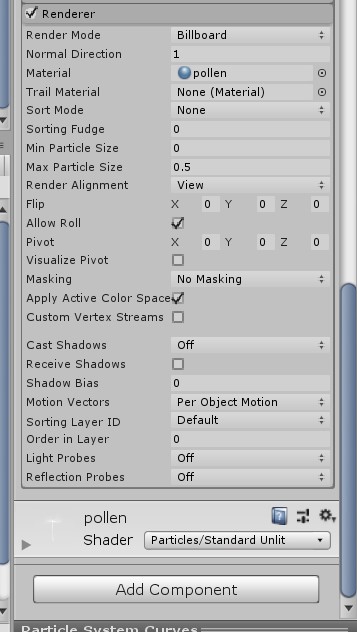 Renderer
Render Mode Billboard
Normal Direction 1
Material pollen
Trail Material None (Material)
Sort Mode None
Sorting Fudge 0
Min Particle Size 0
Max Particle Size 0.5
Render Alignment View
Flip X 0 Y 0 Z 0
Allow Roll
Pivot X 0 Y 0 Z 0
Visualize Pivot
Masking No Masking
Apply Active Color Space
Custom Vertex Streams
Cast Shadows Off
Receive Shadows
Shadow Bias 0
Motion Vectors Per Object Motion
Sorting Layer ID Default
Order in Layer 0
Light Probes Off
Reflection Probes Off
pollen
Shader Particles/Standard Unlit
Add Component
Particle System Curves